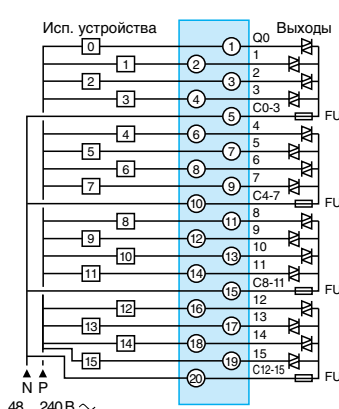 Исп. устройства Выходы
0 1 Q0
1 2 1
2 3 2
3 4 3
5 C0-3 FU
4 6 4
5 7 5
6 8 6
7 9 7
10 C4-7 FU
8 11 8
9 12 9
10 13 10
11 14 11
15 C8-11 FU
12 16 12
13 17 13
14 18 14
15 19 15
20 C12-15 FU
N P
48 240 В ~